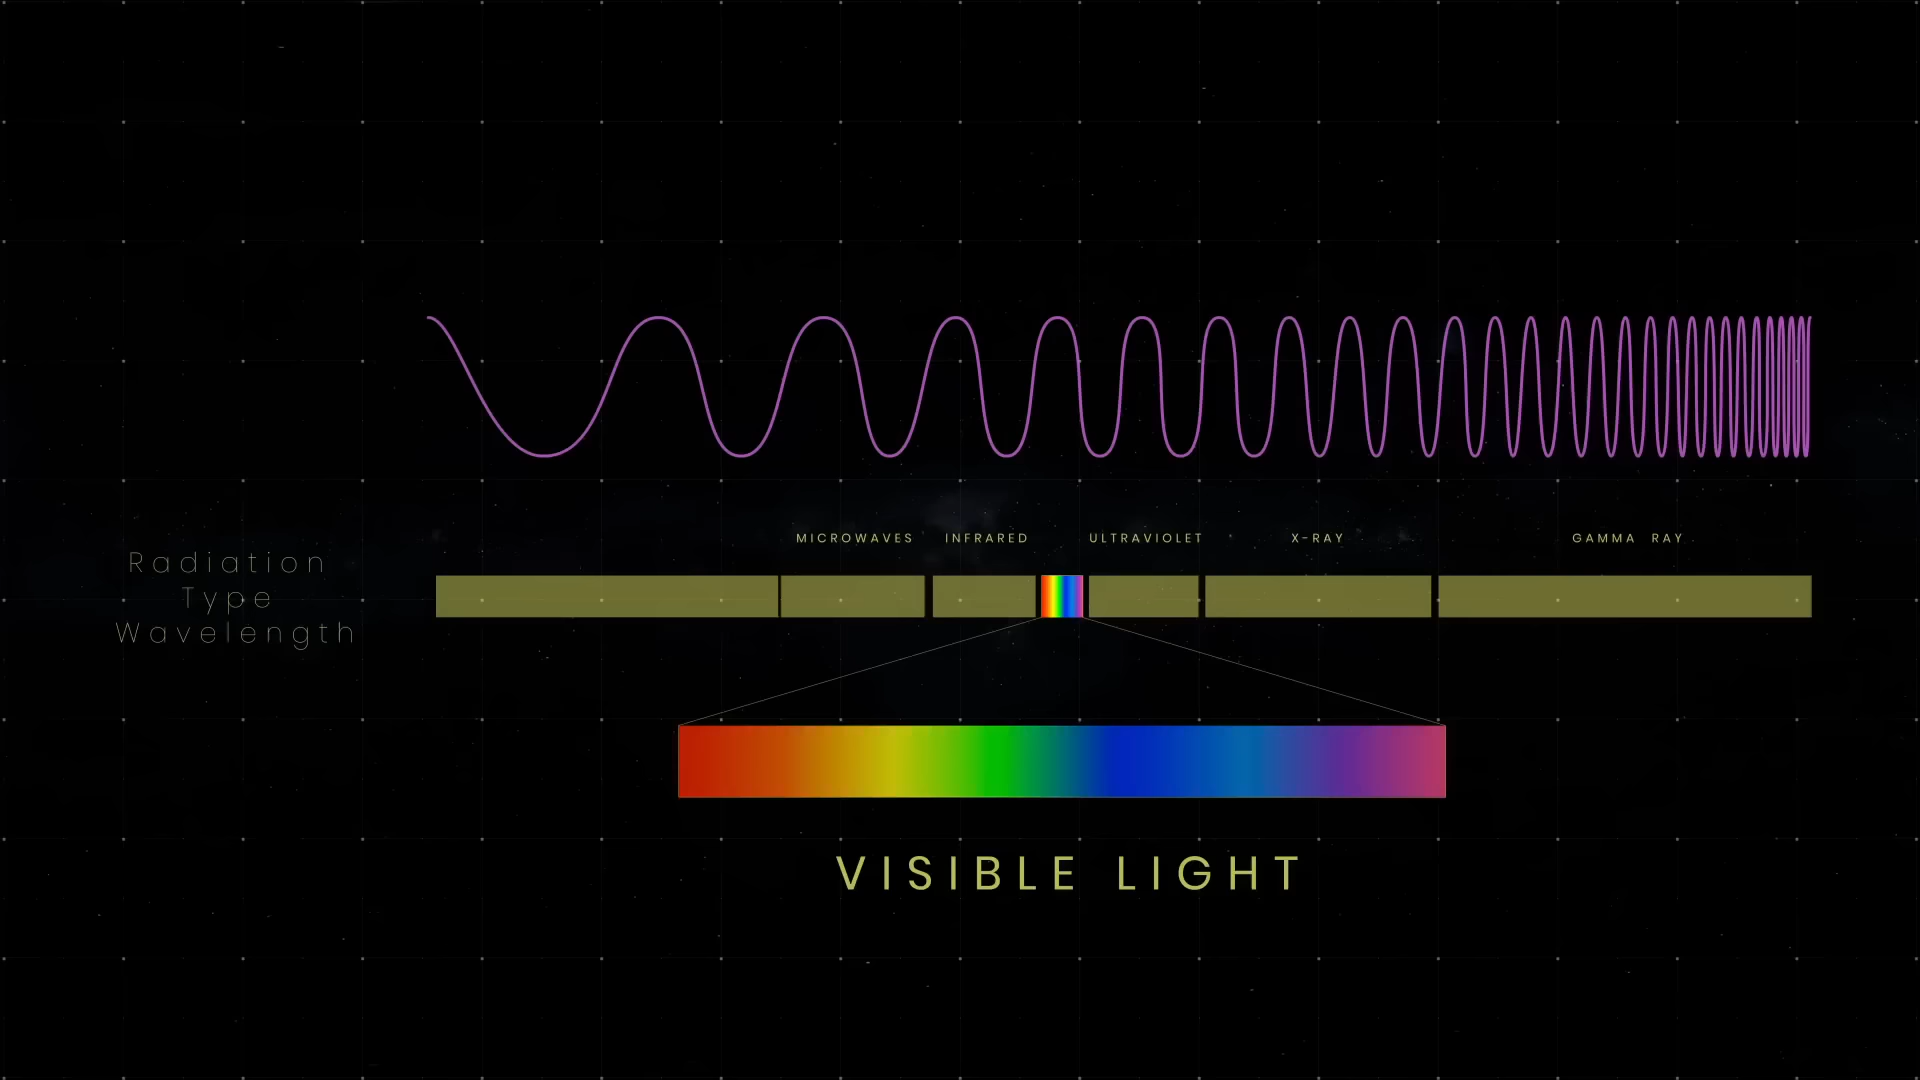 MICROWAVES INFRARED ULTRAVIOLET X-RAY GAMMA RAY
Radiation
Type
Wavelength
VISIBLE LIGHT